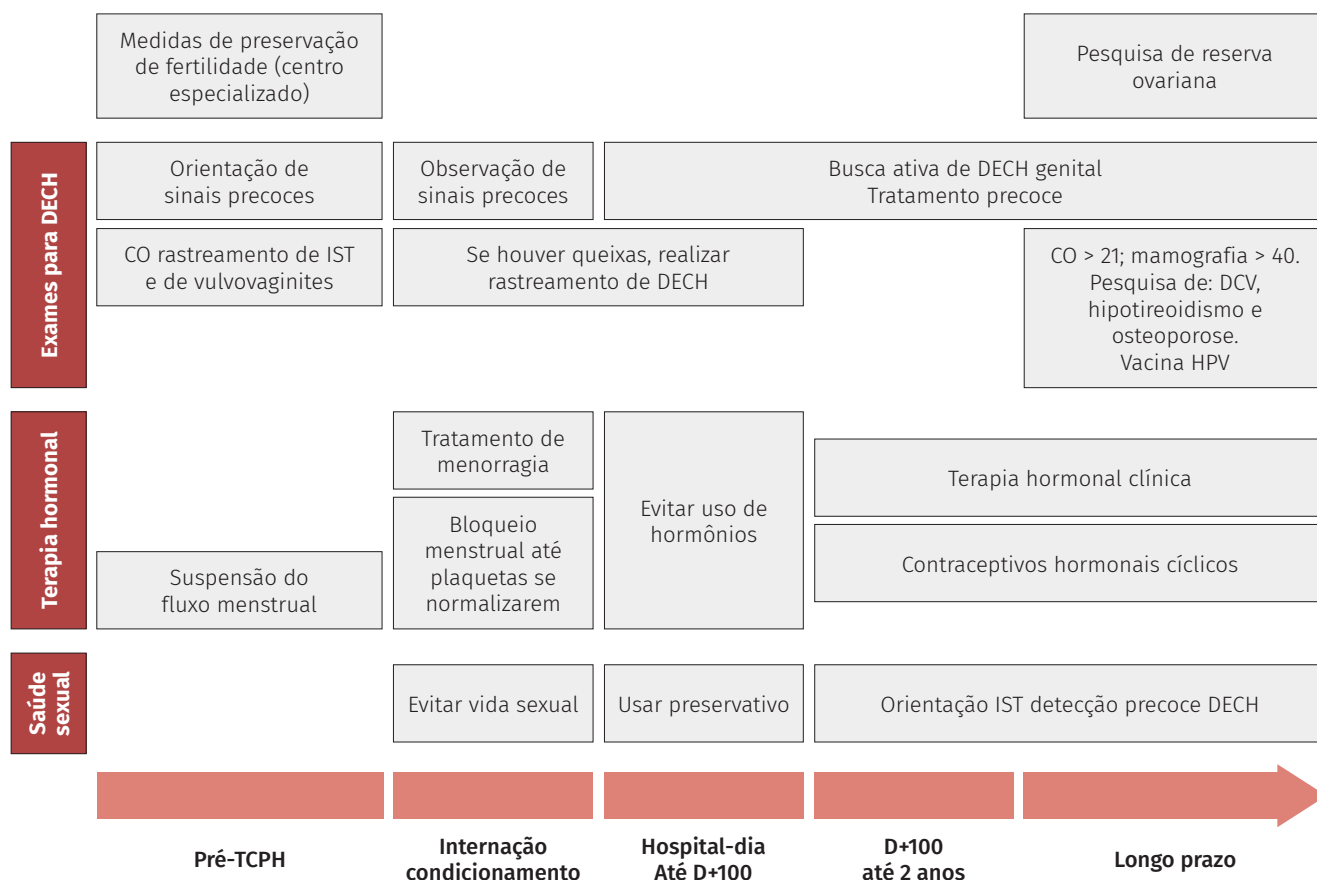 Medidas de preservação
de fertilidade (centro
especializado)
Pesquisa de reserva
ovariana
Exames para DECH
Orientação de
sinais precoces
Observação de
sinais precoces
Busca ativa de DECH genital
Tratamento precoce
CO rastreamento de IST
e de vulvovaginites
Se houver queixas, realizar
rastreamento de DECH
CO > 21; mamografia > 40.
Pesquisa de: DCV,
hipotireoidismo e
osteoporose.
Vacina HPV
Terapia hormonal
Suspensão do
fluxo menstrual
Tratamento de
menorragia
Bloqueio
menstrual até
plaquetas se
normalizarem
Evitar uso de
hormônios
Terapia hormonal clínica
Contraceptivos hormonais cíclicos
Saúde
sexual
Evitar vida sexual
Usar preservativo
Orientação IST detecção precoce DECH
Pré-TCPH
Internação
condicionamento
Hospital-dia
Até D+100
D+100
até 2 anos
Longo prazo